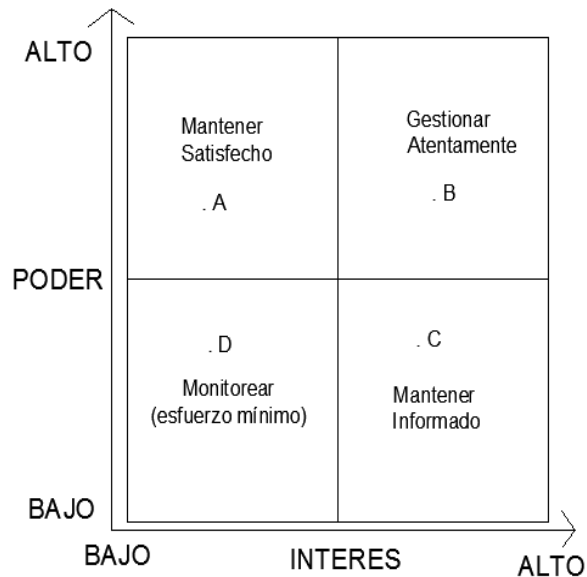 ALTO
Mantener
Satisfecho
. A
Gestionar
Atentamente
. B
PODER
. D
Monitorear
(esfuerzo mínimo)
. C
Mantener
Informado
BAJO
BAJO
INTERES
ALTO